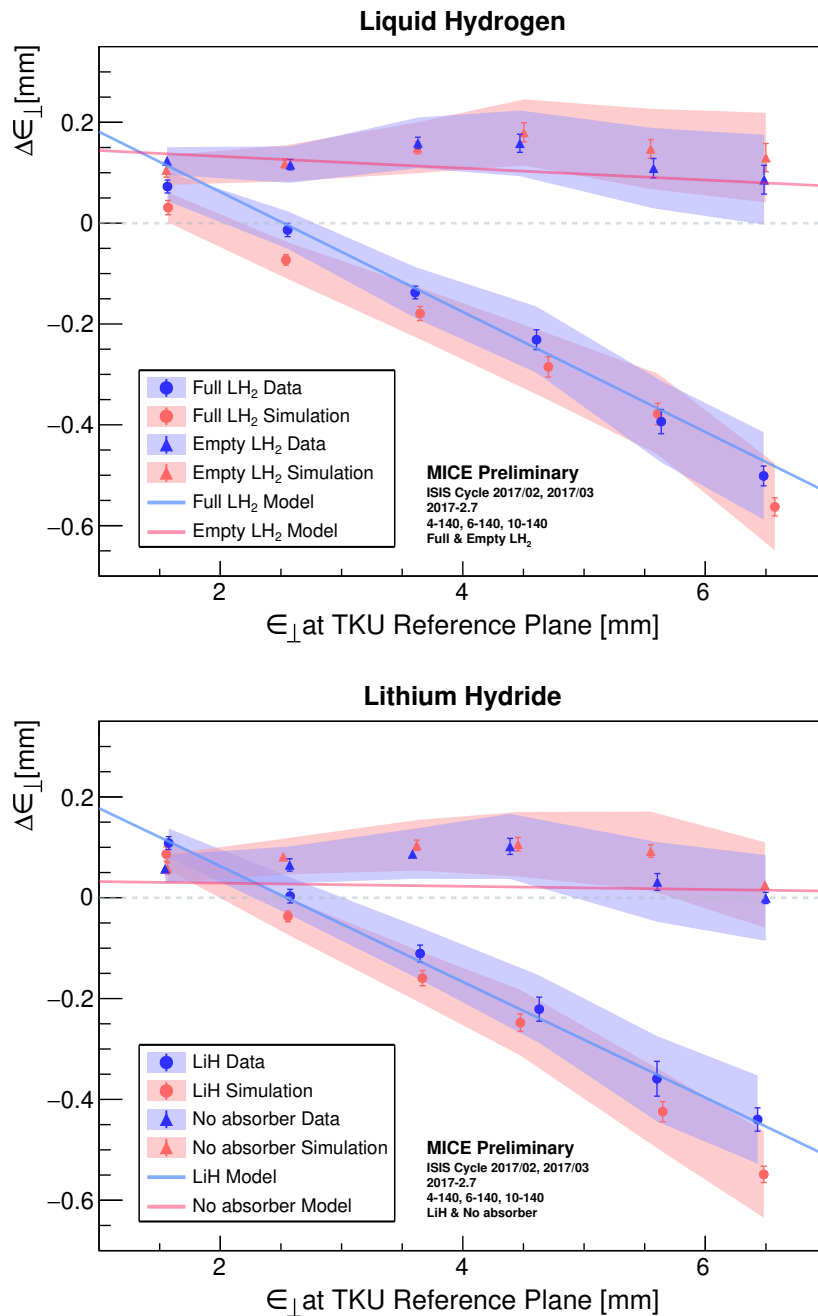 Liquid Hydrogen
Δ∈⊥ [mm]
0.2
0
−0.2
−0.4
−0.6
Full LH₂ Data
Full LH₂ Simulation
Empty LH₂ Data
Empty LH₂ Simulation
Full LH₂ Model
Empty LH₂ Model
MICE Preliminary
ISIS Cycle 2017/02, 2017/03
2017-2.7
4-140, 6-140, 10-140
Full & Empty LH₂
2 4 6
∈⊥ at TKU Reference Plane [mm]
Lithium Hydride
Δ∈⊥ [mm]
0.2
0
−0.2
−0.4
−0.6
LiH Data
LiH Simulation
No absorber Data
No absorber Simulation
LiH Model
No absorber Model
MICE Preliminary
ISIS Cycle 2017/02, 2017/03
2017-2.7
4-140, 6-140, 10-140
LiH & No absorber
2 4 6
∈⊥ at TKU Reference Plane [mm]